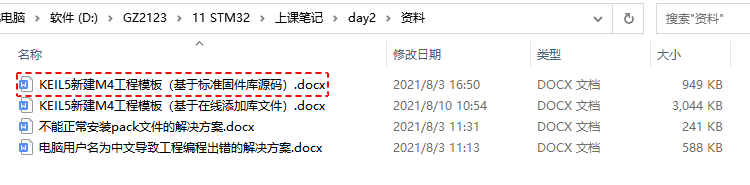 电脑 > 软件 (D:) > GZ2123 > 11 STM32 > 上课笔记 > day2 > 资料 搜索"资料"
名称 修改日期 类型 大小
KEIL5新建M4工程模板（基于标准固件库源码）.docx 2021/8/3 16:50 DOCX 文档 949 KB
KEIL5新建M4工程模板（基于在线添加库文件）.docx 2021/8/10 10:54 DOCX 文档 3,044 KB
不能正常安装pack文件的解决方案.docx 2021/8/3 11:31 DOCX 文档 241 KB
电脑用户名为中文导致工程编程出错的解决方案.docx 2021/8/3 11:13 DOCX 文档 588 KB